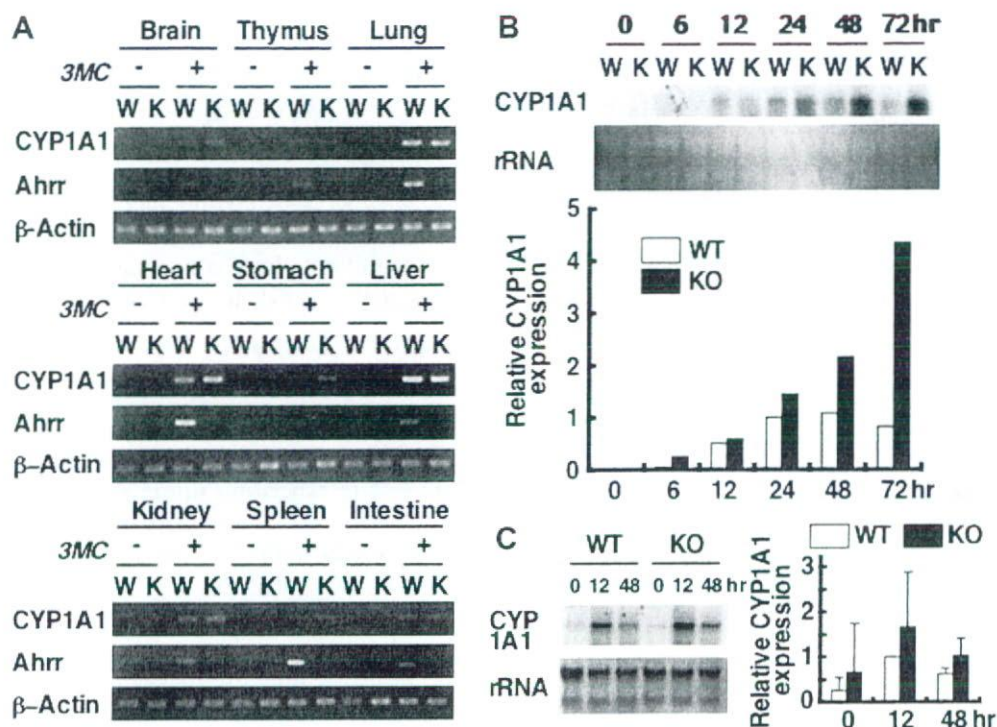 A
Brain Thymus Lung
3MC - + - + - +
W K W K W K W K W K W K
CYP1A1
Ahrr
β-Actin
Heart Stomach Liver
3MC - + - + - +
W K W K W K W K W K W K
CYP1A1
Ahrr
β-Actin
Kidney Spleen Intestine
3MC - + - + - +
W K W K W K W K W K W K
CYP1A1
Ahrr
β-Actin
B
0 6 12 24 48 72hr
W K W K W K W K W K W K
CYP1A1
rRNA
Relative CYP1A1
expression
5
4
3
2
1
0
WT
KO
0 6 12 24 48 72 hr
C
WT KO
0 12 48 0 12 48 hr
CYP
1A1
rRNA
WT KO
Relative CYP1A1
expression
3
2
1
0
0 12 48 hr